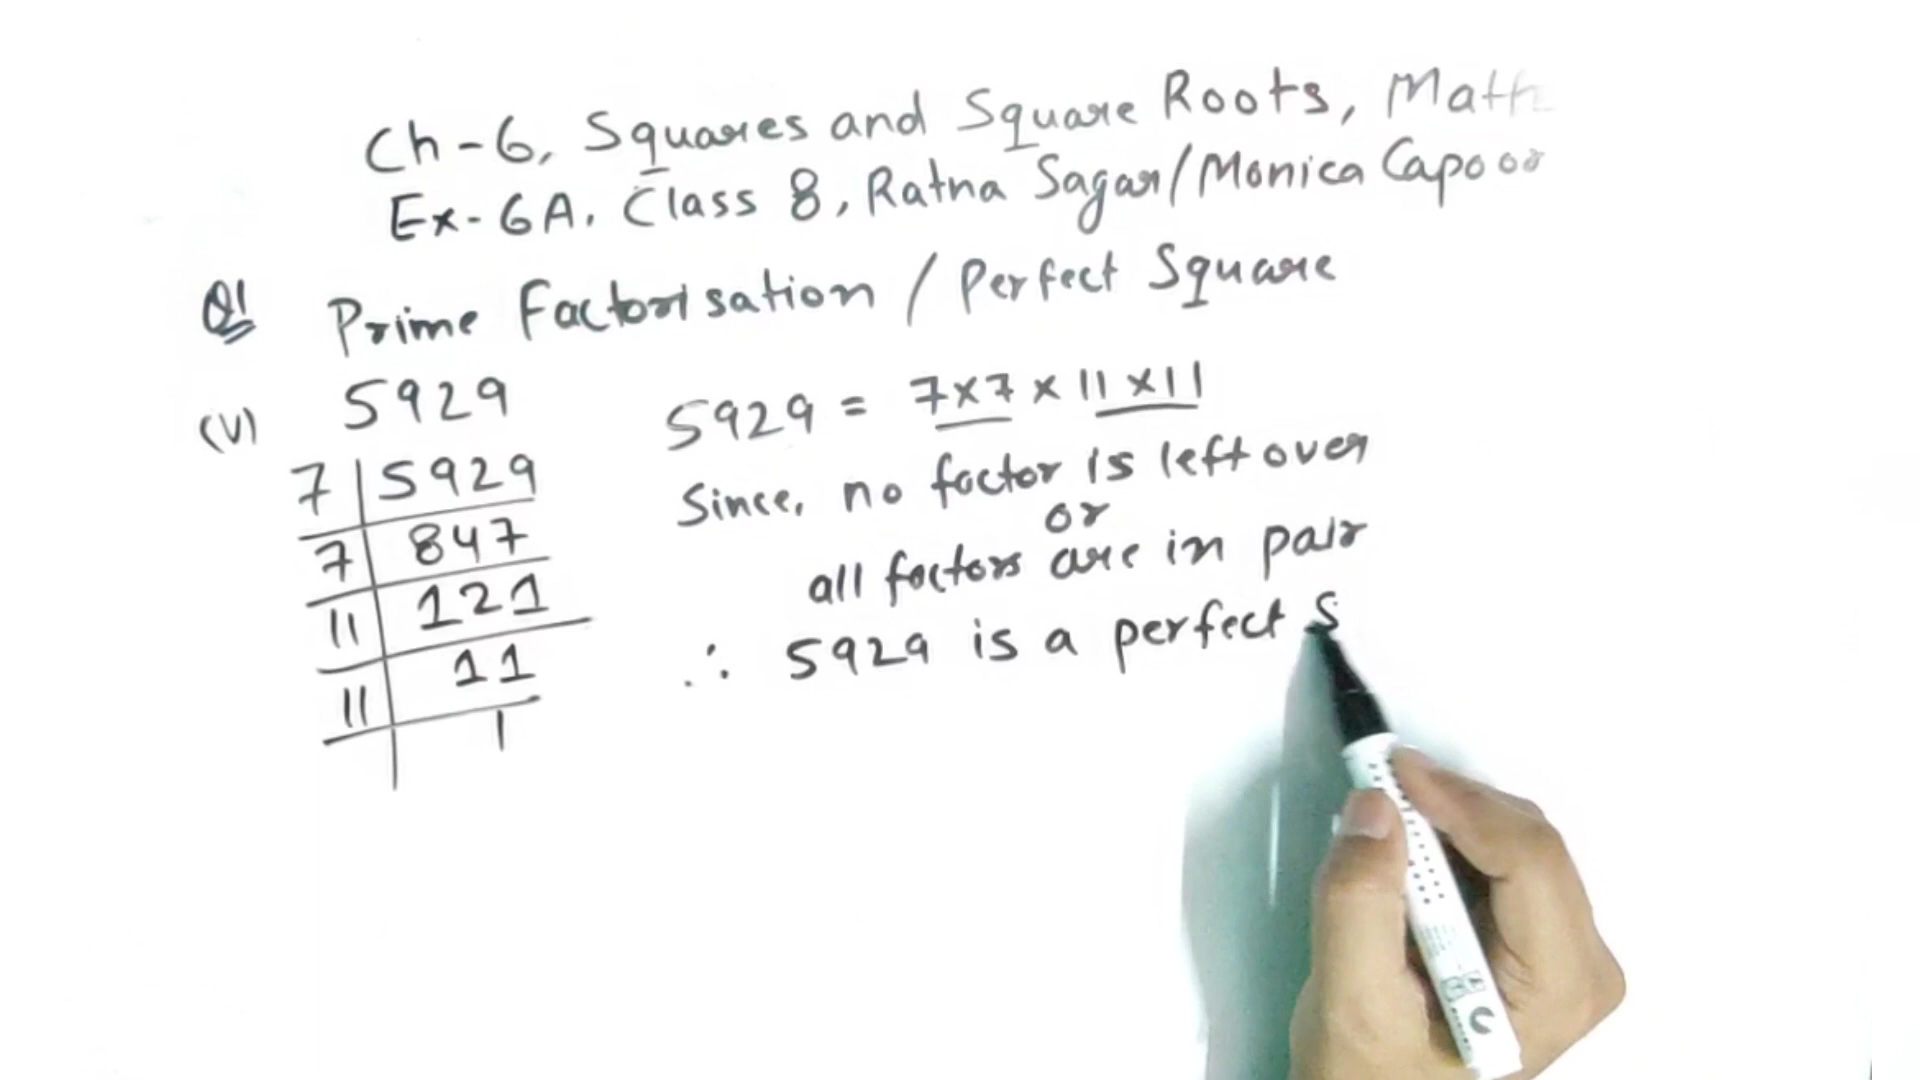 Ch-6, Squares and Square Roots, Math
Ex-6A, Class 8, Ratna Sagar/Monica Capoor
Q1 Prime Factorisation / Perfect Square
(V) 5929
7 | 5929
7 | 847
11 | 121
11 | 11
1
5929 = 7×7 × 11×11
Since, no factor is left over
or
all factors are in pair
∴ 5929 is a perfect S